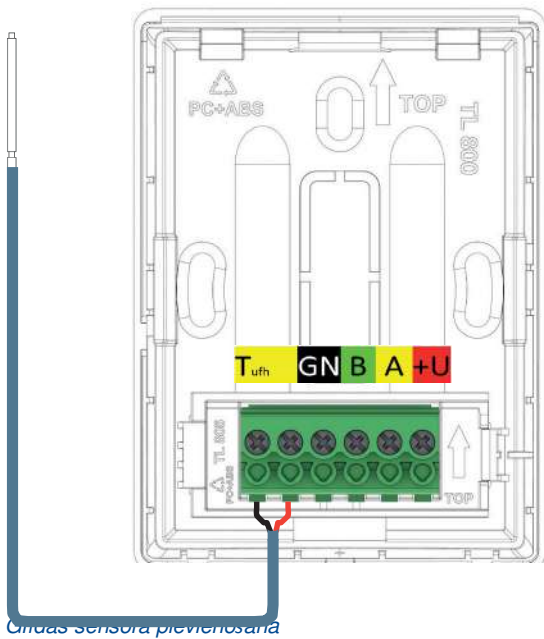 PC+ABS
TOP
TL 800
Tufh GN B A +U
TL 805
PC+ABS
TOP
Grīdas sensora pievienošana